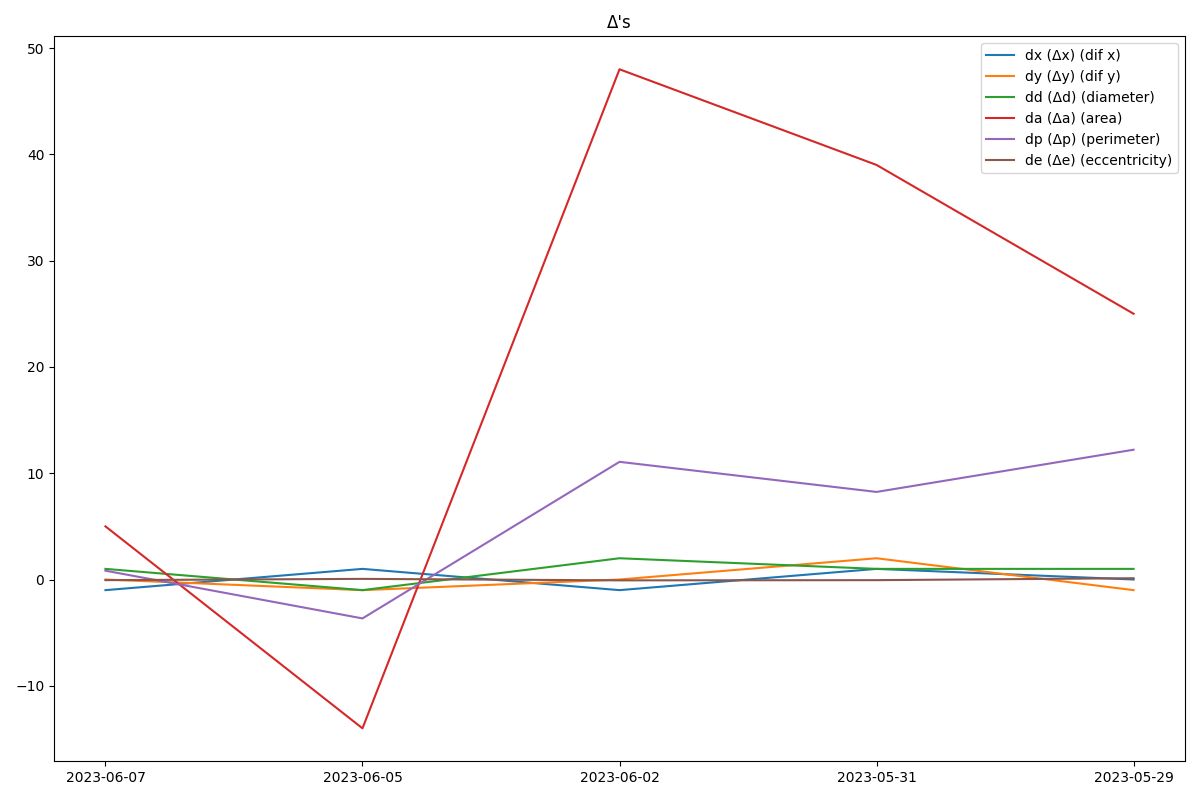 Δ's
50
40
30
20
10
0
−10
dx (Δx) (dif x)
dy (Δy) (dif y)
dd (Δd) (diameter)
da (Δa) (area)
dp (Δp) (perimeter)
de (Δe) (eccentricity)
2023-06-07 2023-06-05 2023-06-02 2023-05-31 2023-05-29